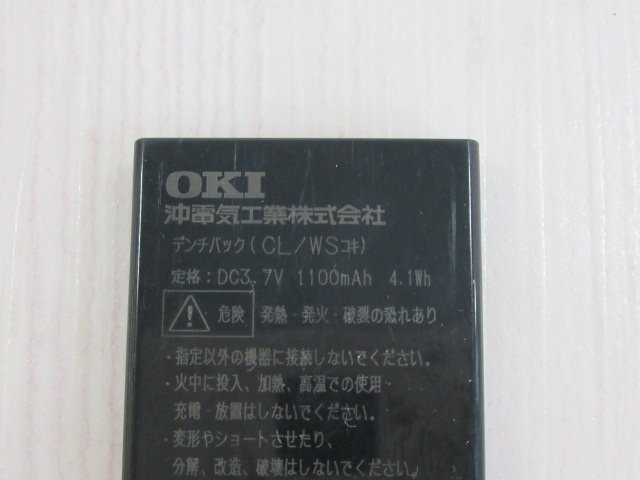 OKI
沖電気工業株式会社
デンチパック(CL/WSコキ)
定格:DC3.7V 1100mAh 4.1Wh
危険 発熱・発火・破裂の恐れあり
・指定以外の機器に接続しないでください。
・火中に投入、加熱、高温での使用・
充電・放置はしないでください。
・変形やショートさせたり、
分解、改造、破壊はしないでください。